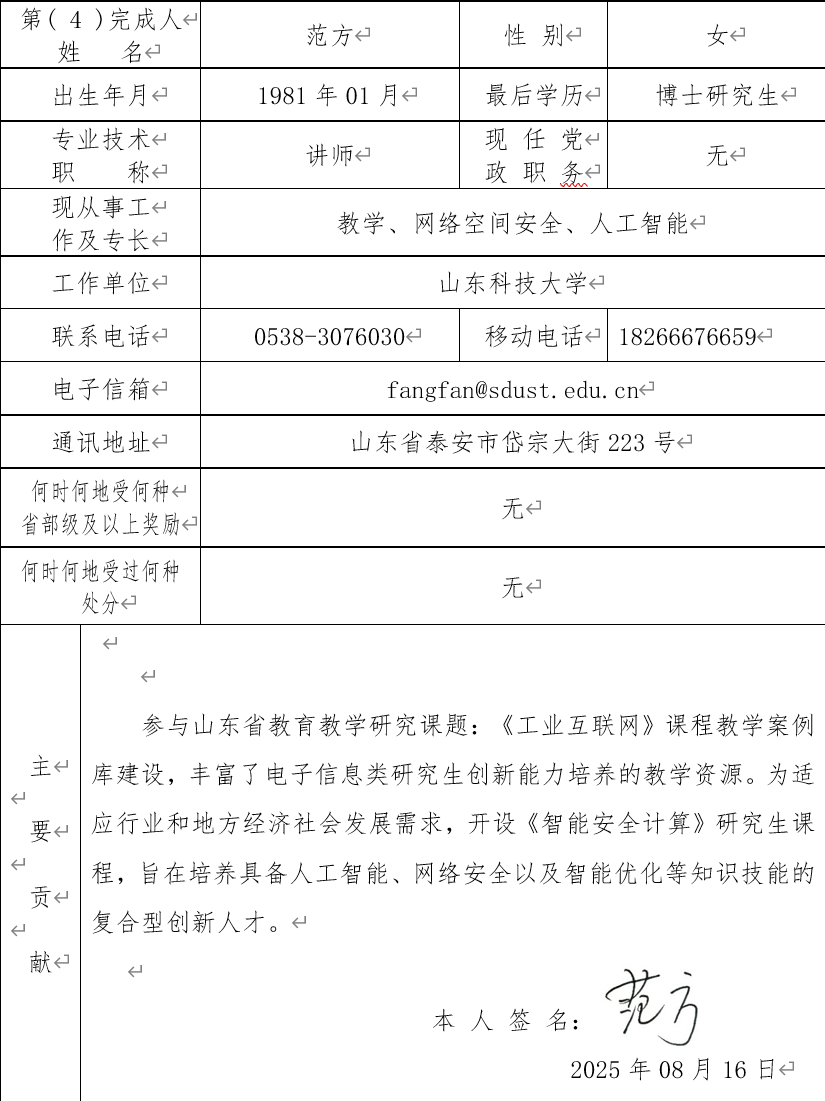 第( 4 )完成人
姓 名
范方
性 别
女
出生年月
1981 年 01 月
最后学历
博士研究生
专业技术
职 称
讲师
现 任 党
政 职 务
无
现从事工
作及专长
教学、网络空间安全、人工智能
工作单位
山东科技大学
联系电话
0538-3076030
移动电话
18266676659
电子信箱
fangfan@sdust.edu.cn
通讯地址
山东省泰安市岱宗大街 223 号
何时何地受何种
省部级及以上奖励
无
何时何地受过何种
处分
无
主
要
贡
献
参与山东省教育教学研究课题：《工业互联网》课程教学案例
库建设，丰富了电子信息类研究生创新能力培养的教学资源。为适
应行业和地方经济社会发展需求，开设《智能安全计算》研究生课
程，旨在培养具备人工智能、网络安全以及智能优化等知识技能的
复合型创新人才。
本 人 签 名：
范方
2025 年 08 月 16 日